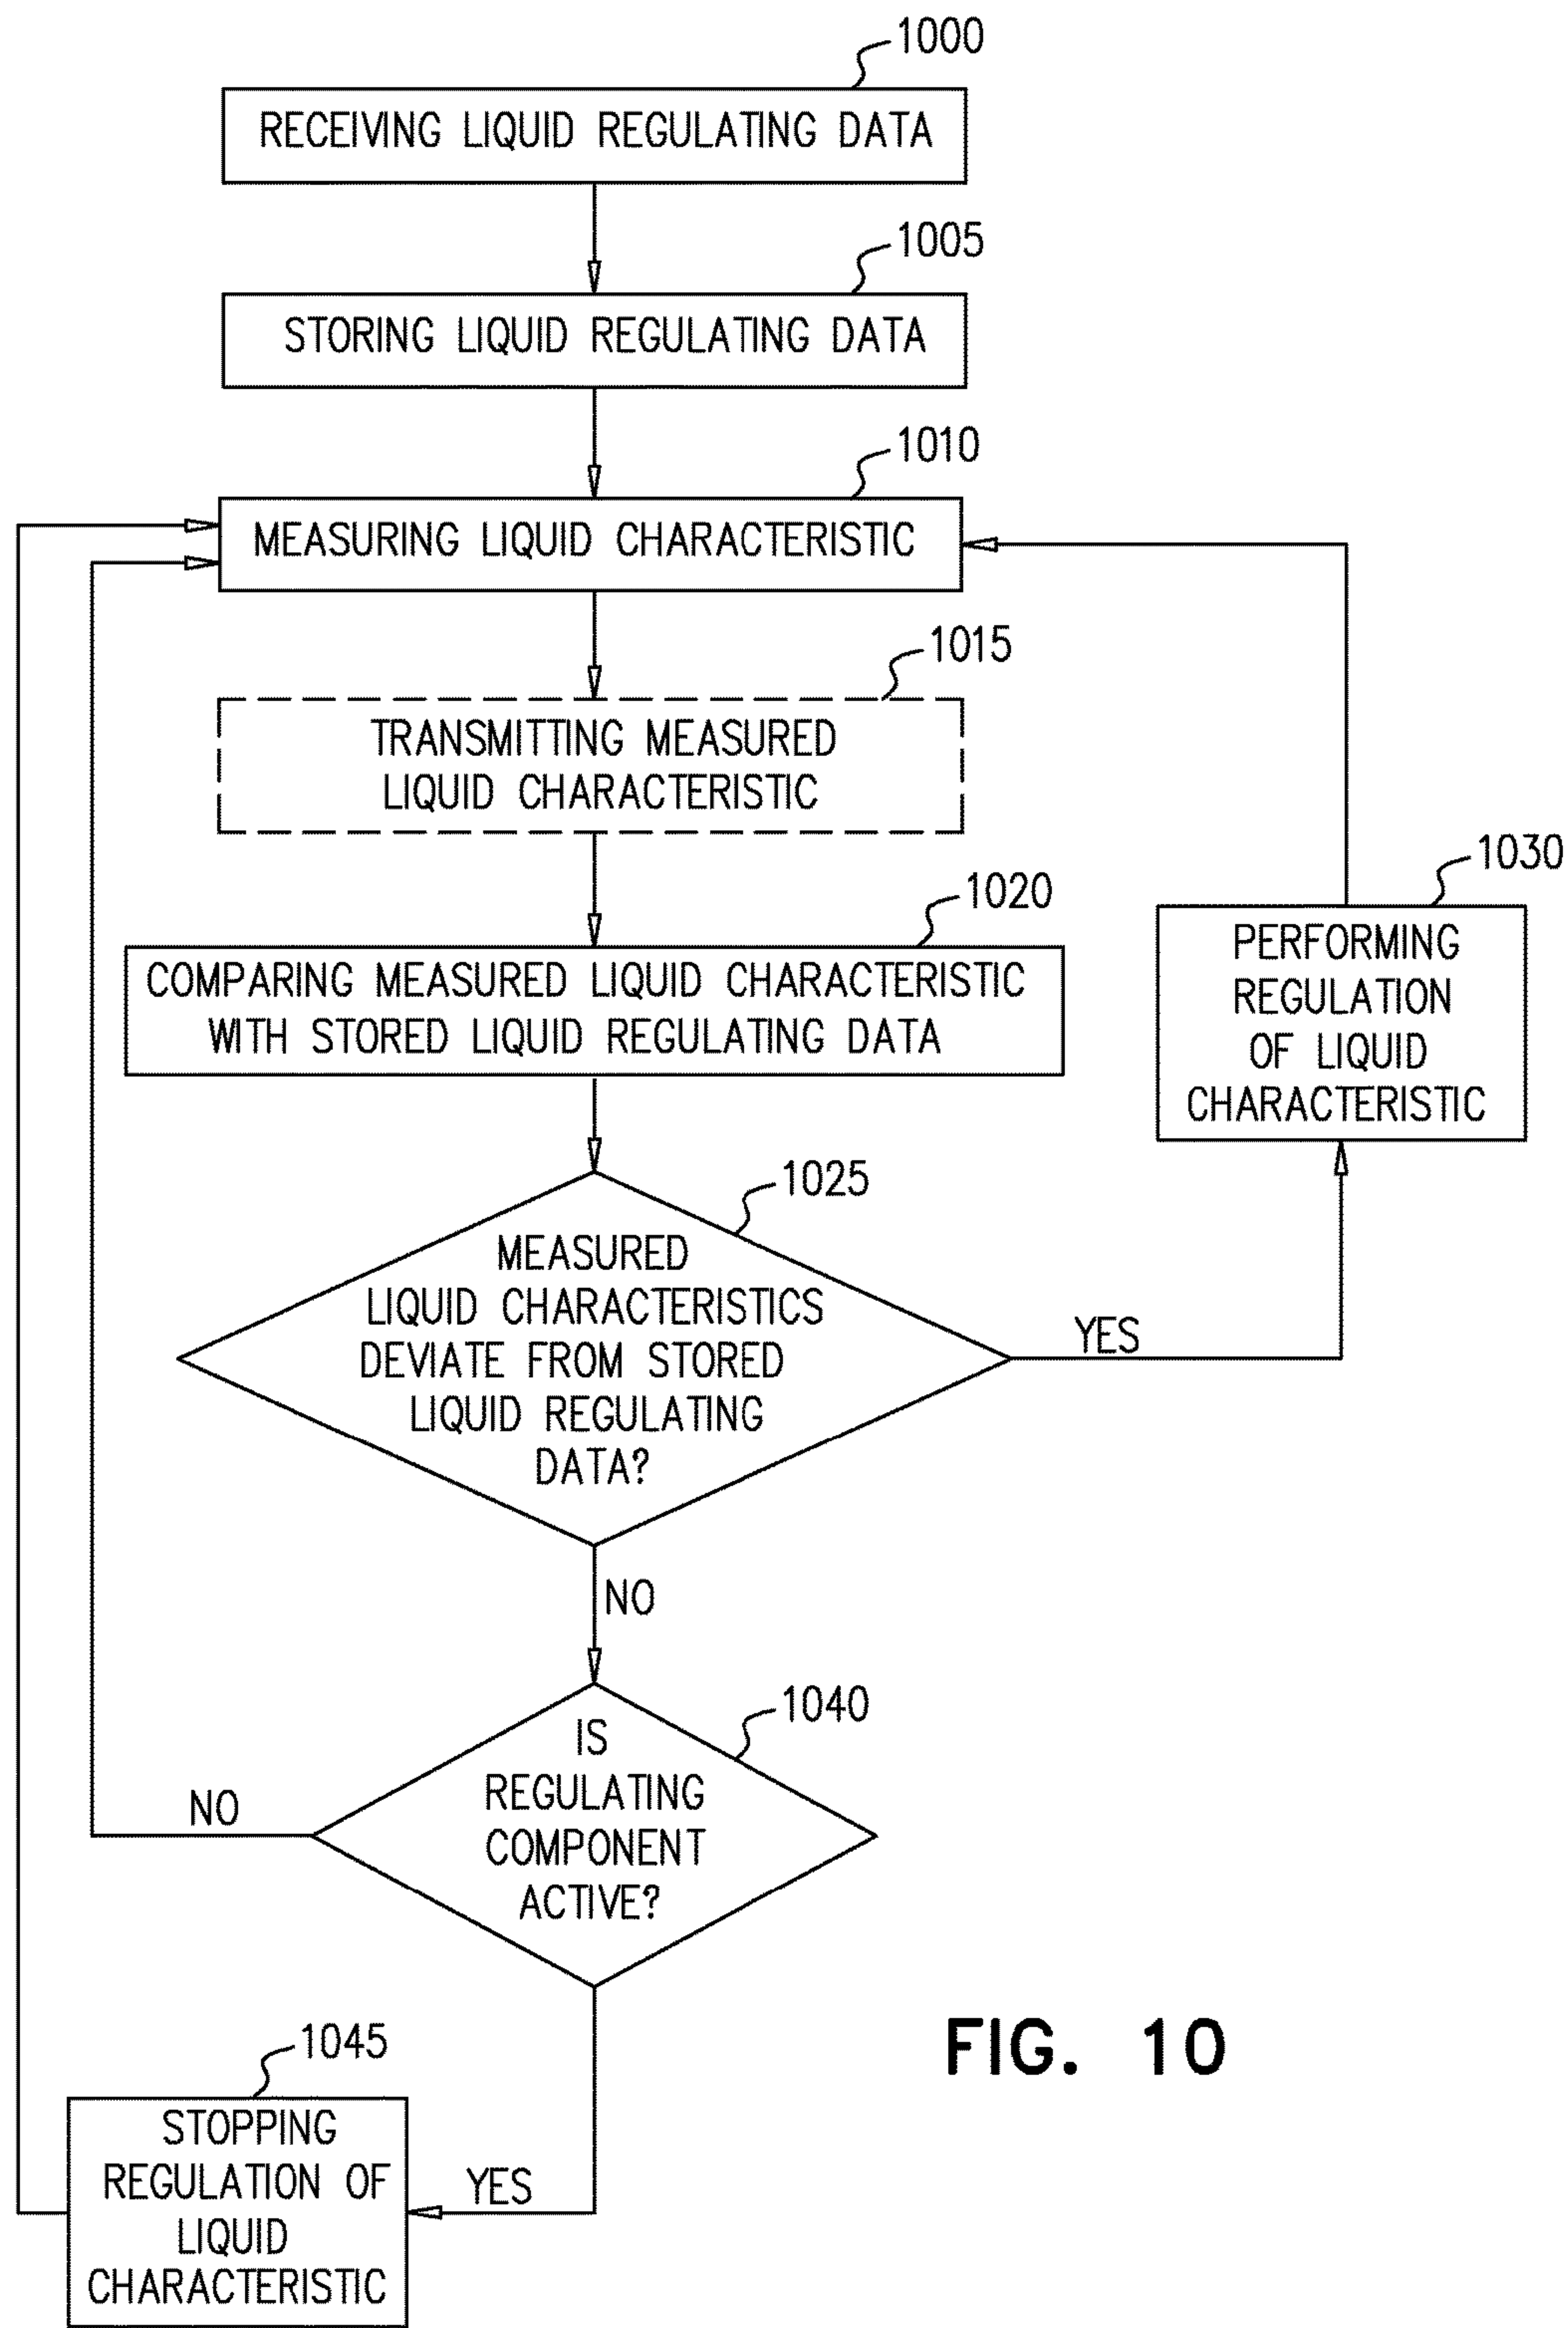 1000
RECEIVING LIQUID REGULATING DATA
1005
STORING LIQUID REGULATING DATA
1010
MEASURING LIQUID CHARACTERISTIC
1015
TRANSMITTING MEASURED
LIQUID CHARACTERISTIC
1020
COMPARING MEASURED LIQUID CHARACTERISTIC
WITH STORED LIQUID REGULATING DATA
1030
PERFORMING
REGULATION
OF LIQUID
CHARACTERISTIC
1025
MEASURED
LIQUID CHARACTERISTICS
DEVIATE FROM STORED
LIQUID REGULATING
DATA?
YES
NO
1040
IS
REGULATING
COMPONENT
ACTIVE?
NO
YES
1045
STOPPING
REGULATION OF
LIQUID
CHARACTERISTIC
FIG. 10